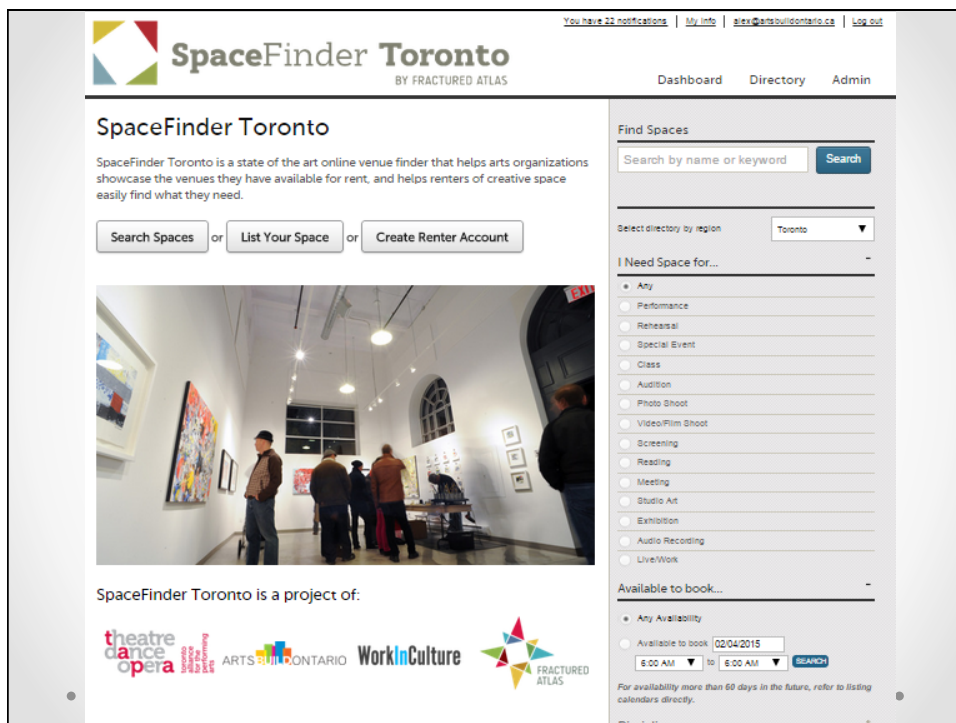 You have 22 notifications | My Info | alex@artsbuildontario.ca | Log out
SpaceFinder Toronto
BY FRACTURED ATLAS
Dashboard Directory Admin
SpaceFinder Toronto
SpaceFinder Toronto is a state of the art online venue finder that helps arts organizations
showcase the venues they have available for rent, and helps renters of creative space
easily find what they need.
Search Spaces or List Your Space or Create Renter Account
EXIT
SpaceFinder Toronto is a project of:
theatre
dance
opera
toronto
alliance
for the
performing
arts
ARTSBUILDONTARIO
WorkInCulture
FRACTURED
ATLAS
Find Spaces
Search by name or keyword Search
Select directory by region Toronto
I Need Space for... -
Any
Performance
Rehearsal
Special Event
Class
Audition
Photo Shoot
Video/Film Shoot
Screening
Reading
Meeting
Studio Art
Exhibition
Audio Recording
Live/Work
Available to book... -
Any Availability
Available to book 02/04/2015
6:00 AM to 6:00 AM SEARCH
For availability more than 60 days in the future, refer to listing
calendars directly.